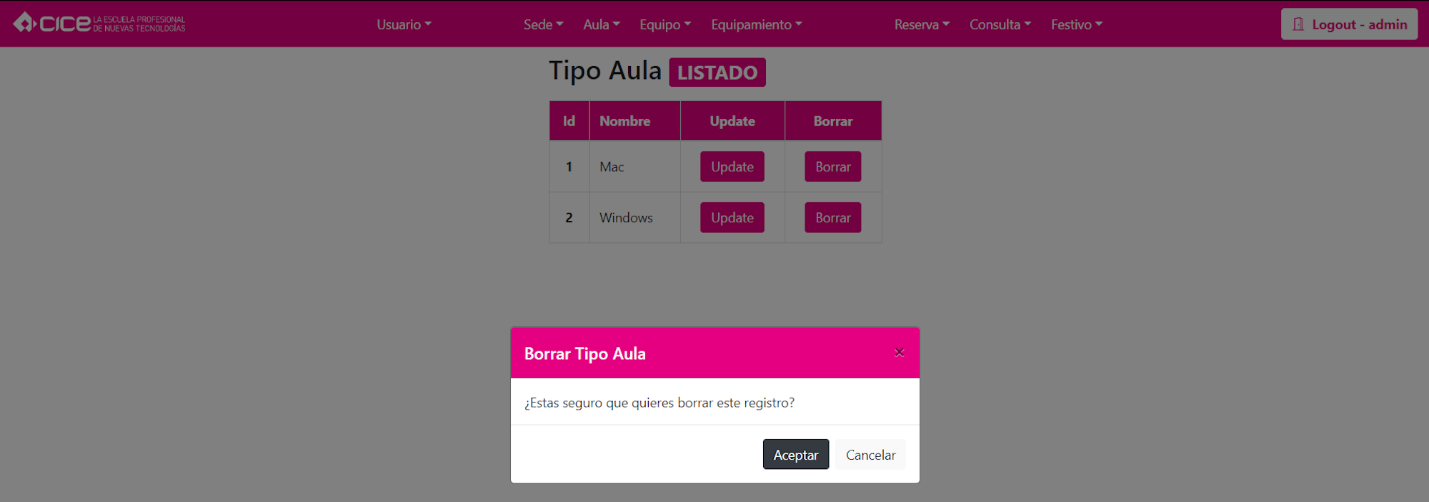 CICE LA ESCUELA PROFESIONAL
DE NUEVAS TECNOLOGÍAS
Usuario Sede Aula Equipo Equipamiento Reserva Consulta Festivo Logout - admin
Tipo Aula LISTADO
Id Nombre Update Borrar
1 Mac Update Borrar
2 Windows Update Borrar
Borrar Tipo Aula ×
¿Estas seguro que quieres borrar este registro?
Aceptar Cancelar